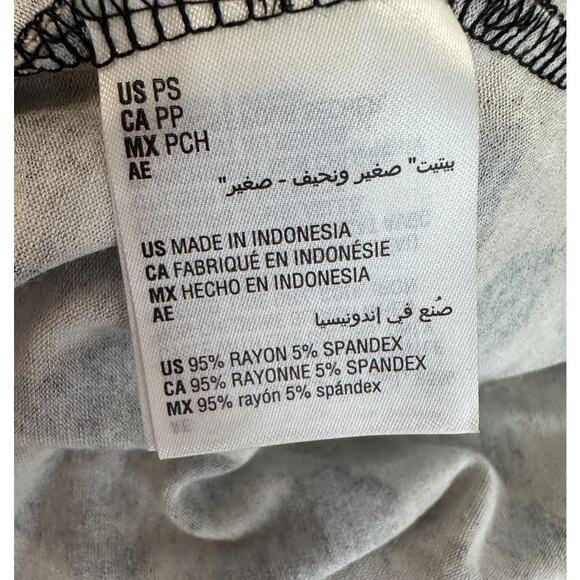 US PS
CA PP
MX PCH
AE
بيتيت" صغير ونحيف - صغير"
US MADE IN INDONESIA
CA FABRIQUÉ EN INDONÉSIE
MX HECHO EN INDONESIA
AE
صُنع في إندونيسيا
US 95% RAYON 5% SPANDEX
CA 95% RAYONNE 5% SPANDEX
MX 95% rayón 5% spándex